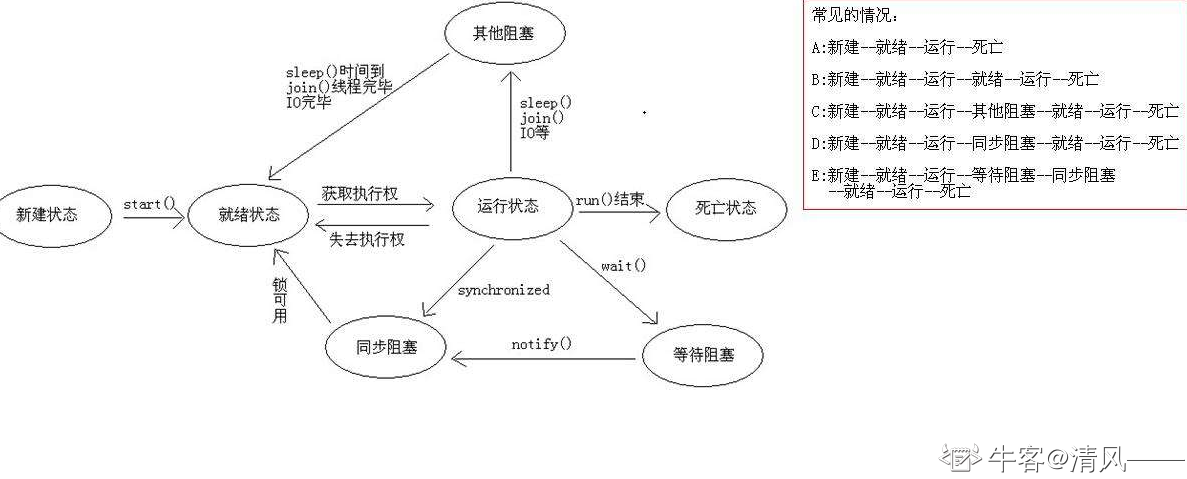 其他阻塞
sleep()时间到
join()线程完毕
IO完毕
sleep()
join()
IO等
新建状态
start()
就绪状态
获取执行权
失去执行权
运行状态
run()结束
死亡状态
锁可用
synchronized
wait()
同步阻塞
notify()
等待阻塞
常见的情况：
A:新建--就绪--运行--死亡
B:新建--就绪--运行--就绪--运行--死亡
C:新建--就绪--运行--其他阻塞--就绪--运行--死亡
D:新建--就绪--运行--同步阻塞--就绪--运行--死亡
E:新建--就绪--运行--等待阻塞--同步阻塞
--就绪--运行--死亡
牛客@清风——